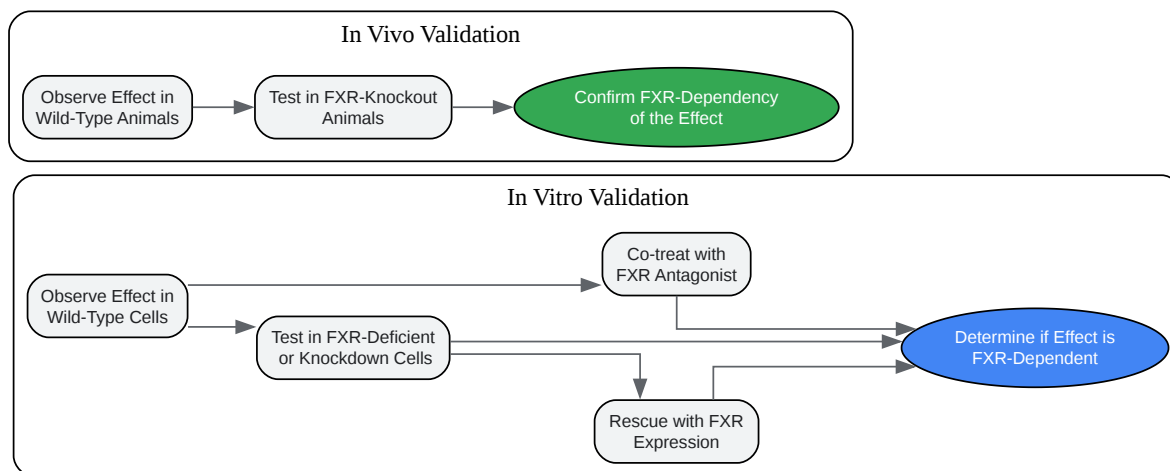 In Vivo Validation
Observe Effect in
Wild-Type Animals
Test in FXR-Knockout
Animals
Confirm FXR-Dependency
of the Effect
In Vitro Validation
Co-treat with
FXR Antagonist
Observe Effect in
Wild-Type Cells
Test in FXR-Deficient
or Knockdown Cells
Determine if Effect is
FXR-Dependent
Rescue with FXR
Expression